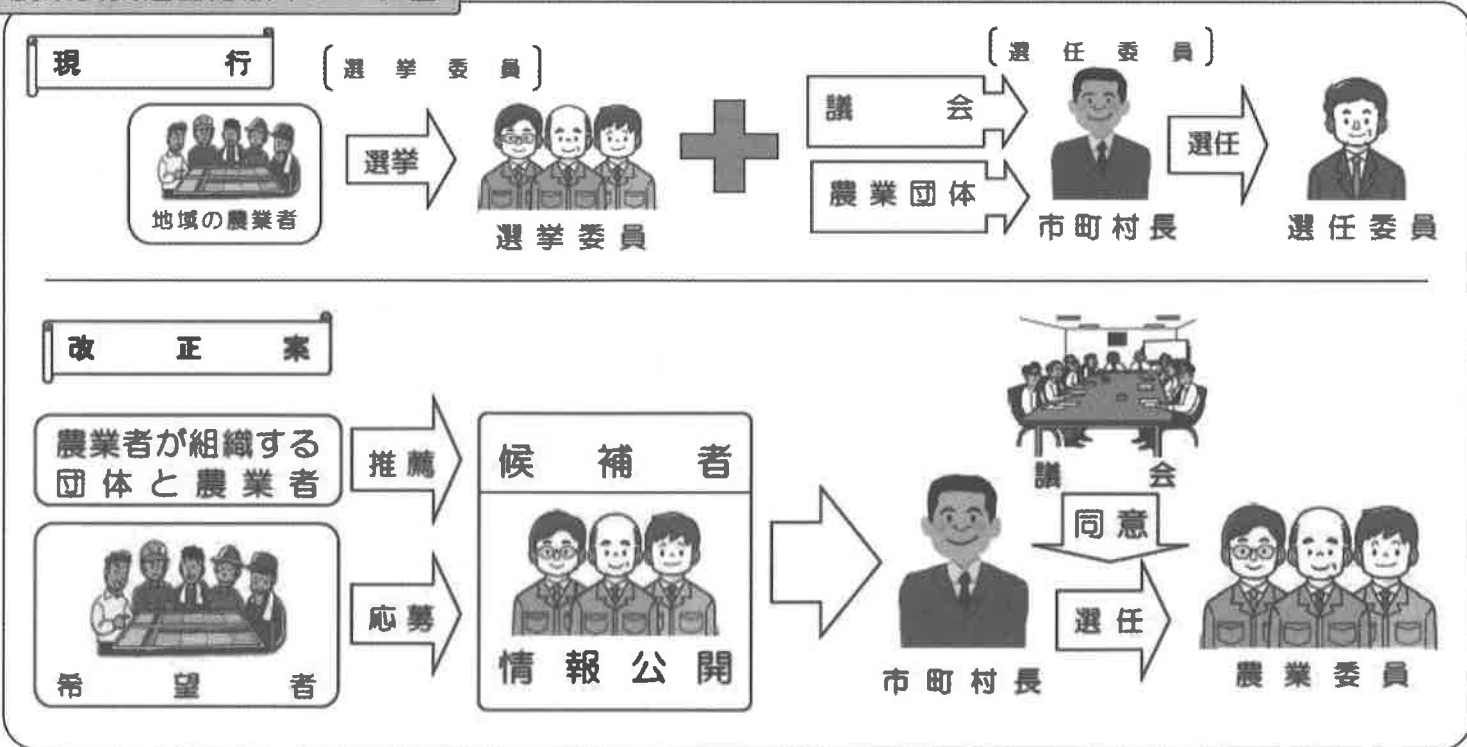 現行
〔選挙委員〕
〔選任委員〕
地域の農業者
選挙
選挙委員
議会
農業団体
市町村長
選任
選任委員
改正案
農業者が組織する
団体と農業者
推薦
希望者
応募
候補者
情報公開
市町村長
議会
同意
選任
農業委員